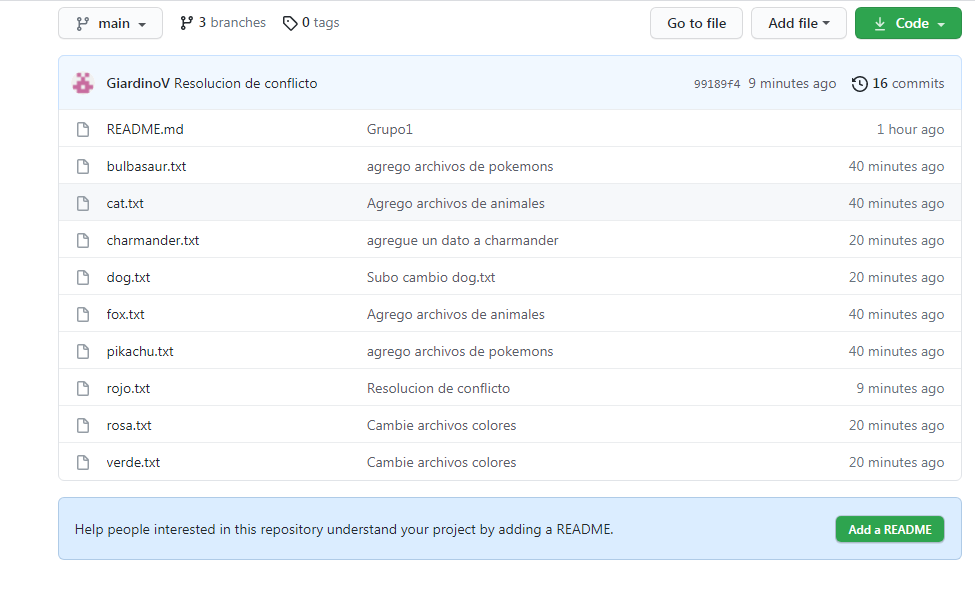 main 3 branches 0 tags Go to file Add file Code
GiardinoV Resolucion de conflicto 99189f4 9 minutes ago 16 commits
README.md Grupo1 1 hour ago
bulbasaur.txt agrego archivos de pokemons 40 minutes ago
cat.txt Agrego archivos de animales 40 minutes ago
charmander.txt agregue un dato a charmander 20 minutes ago
dog.txt Subo cambio dog.txt 20 minutes ago
fox.txt Agrego archivos de animales 40 minutes ago
pikachu.txt agrego archivos de pokemons 40 minutes ago
rojo.txt Resolucion de conflicto 9 minutes ago
rosa.txt Cambie archivos colores 20 minutes ago
verde.txt Cambie archivos colores 20 minutes ago
Help people interested in this repository understand your project by adding a README. Add a README